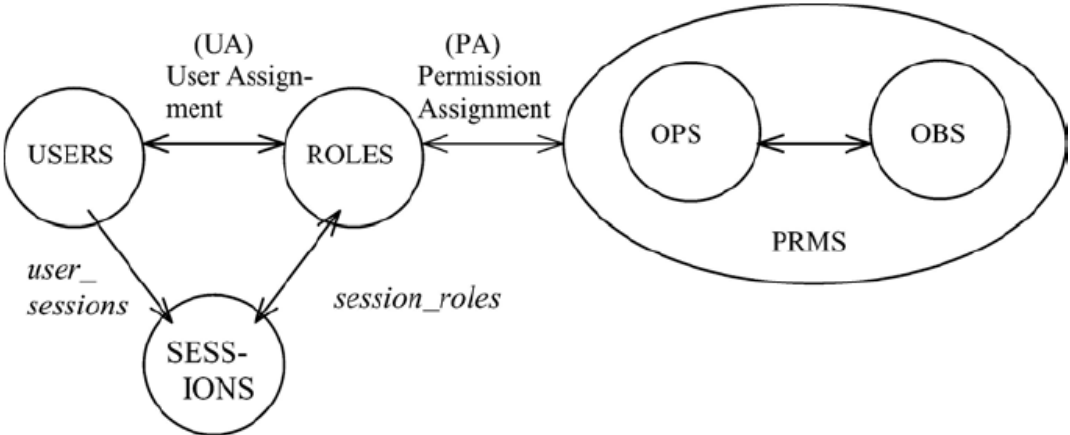 (UA)
User Assign-
ment
(PA)
Permission
Assignment
USERS
ROLES
OPS
OBS
PRMS
user_
sessions
session_roles
SESS-
IONS